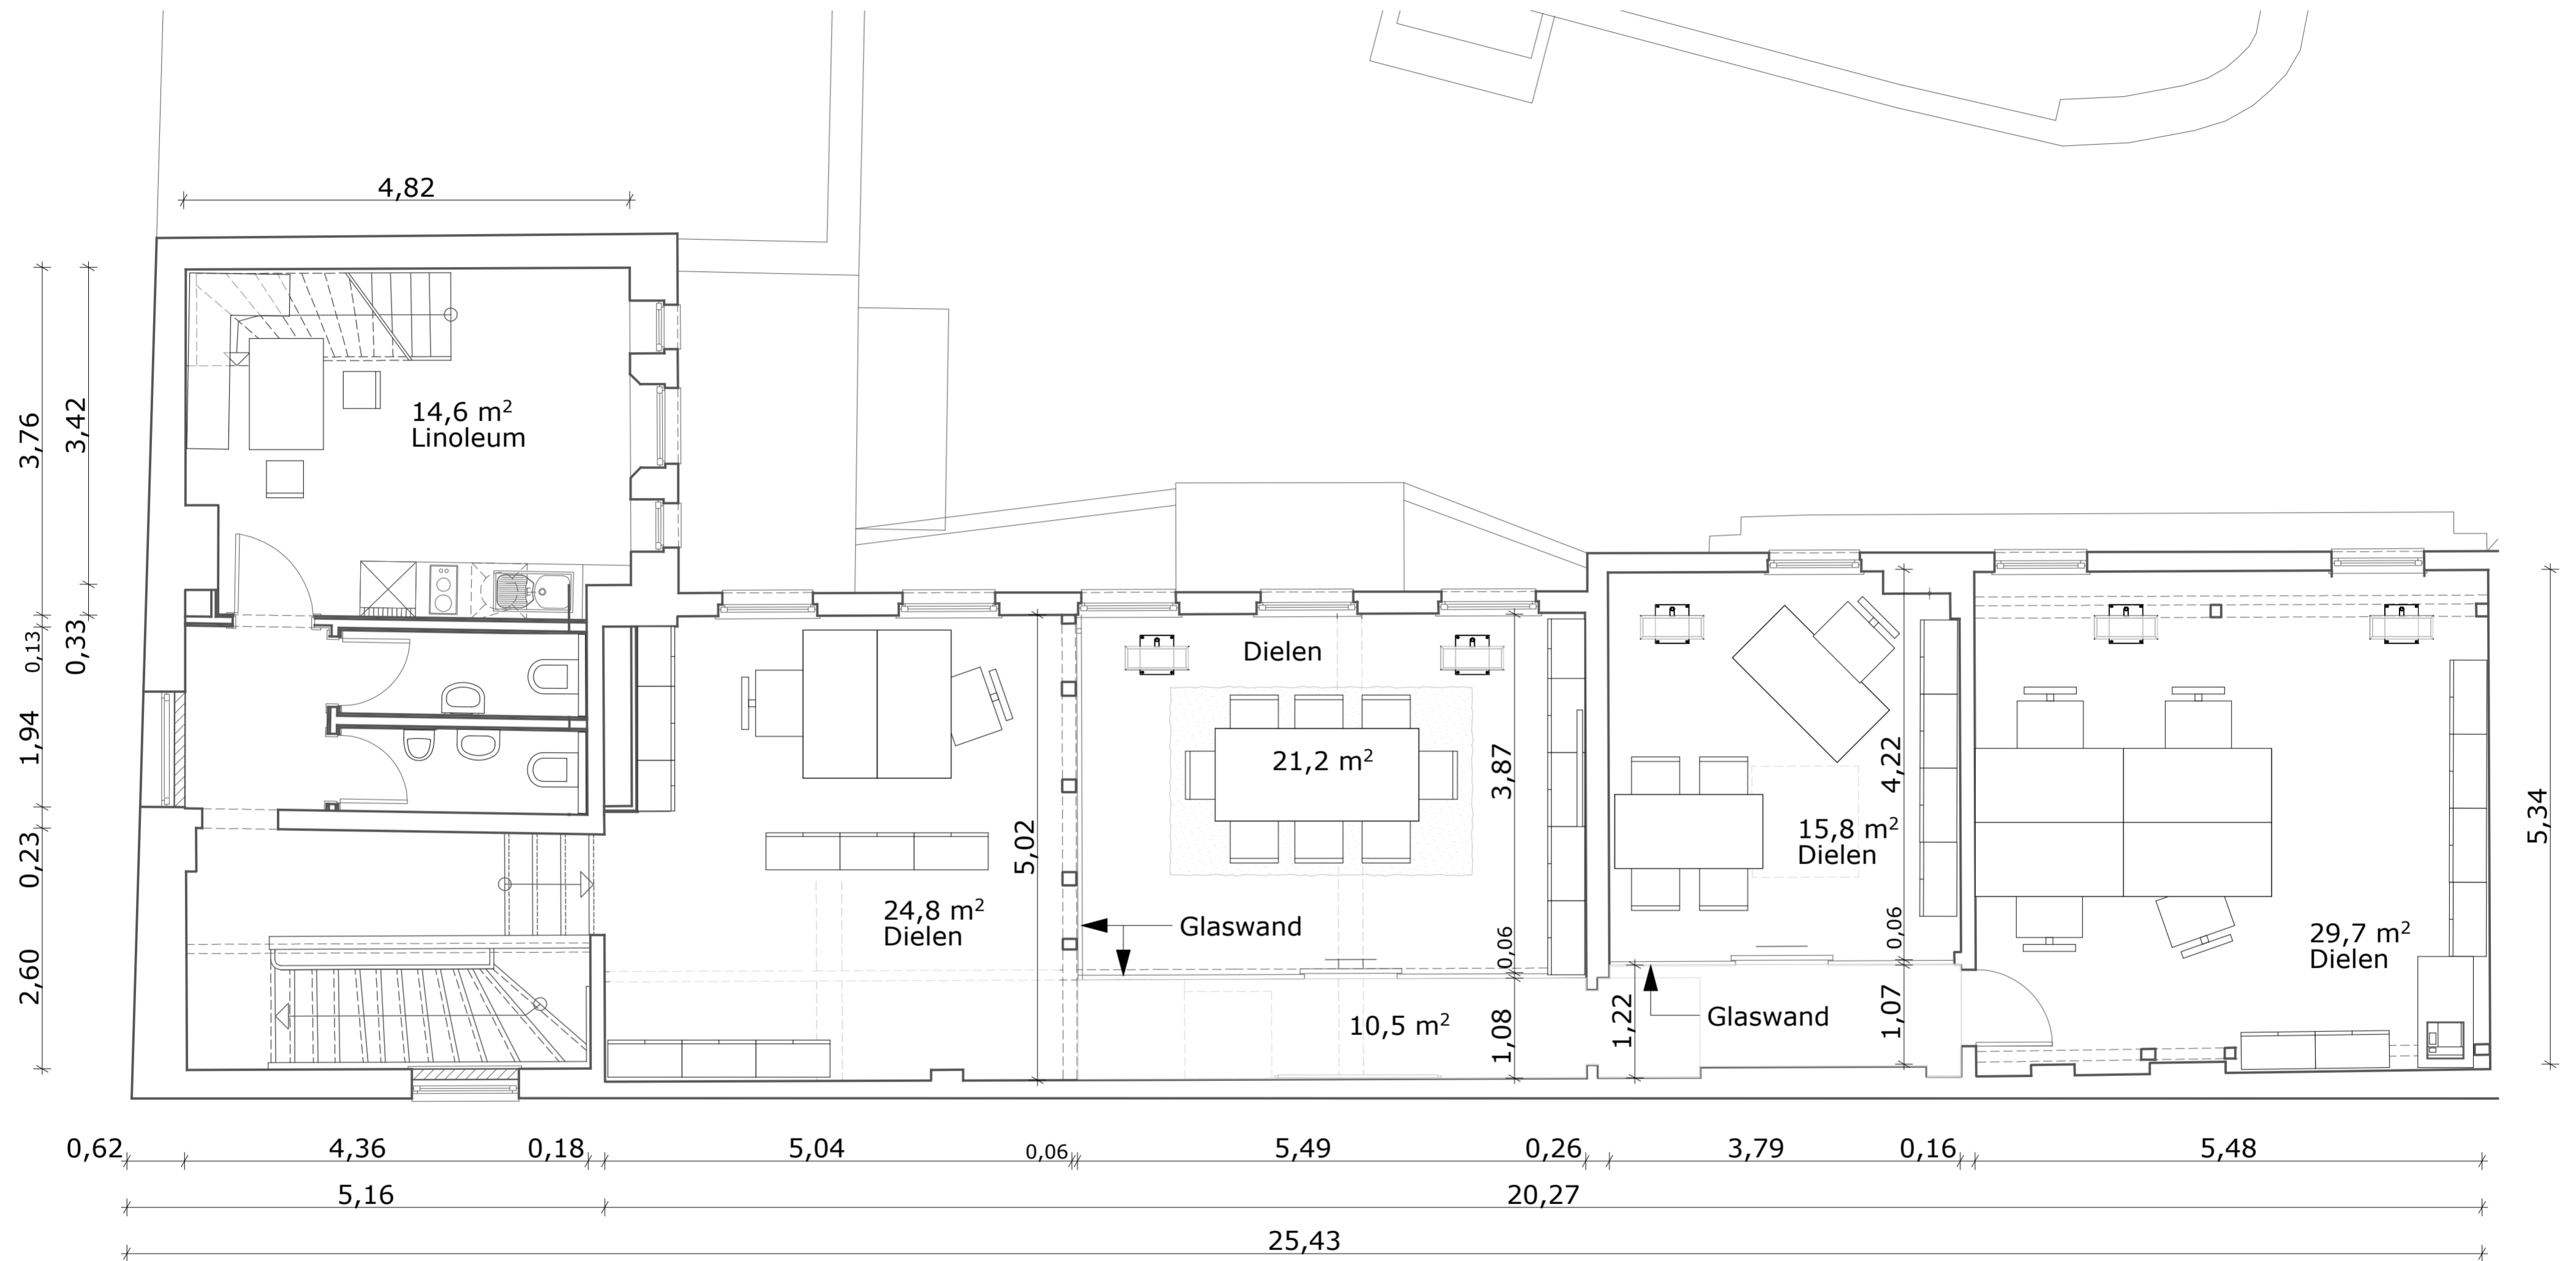 4,82
3,76
3,42
14,6 m²
Linoleum
0,13
0,33
1,94
0,23
2,60
Dielen
21,2 m²
3,87
4,22
5,02
15,8 m²
Dielen
5,34
24,8 m²
Dielen
Glaswand
0,06
0,06
29,7 m²
Dielen
10,5 m²
1,08
1,22
Glaswand
1,07
0,62
4,36
0,18
5,04
0,06
5,49
0,26
3,79
0,16
5,48
5,16
20,27
25,43